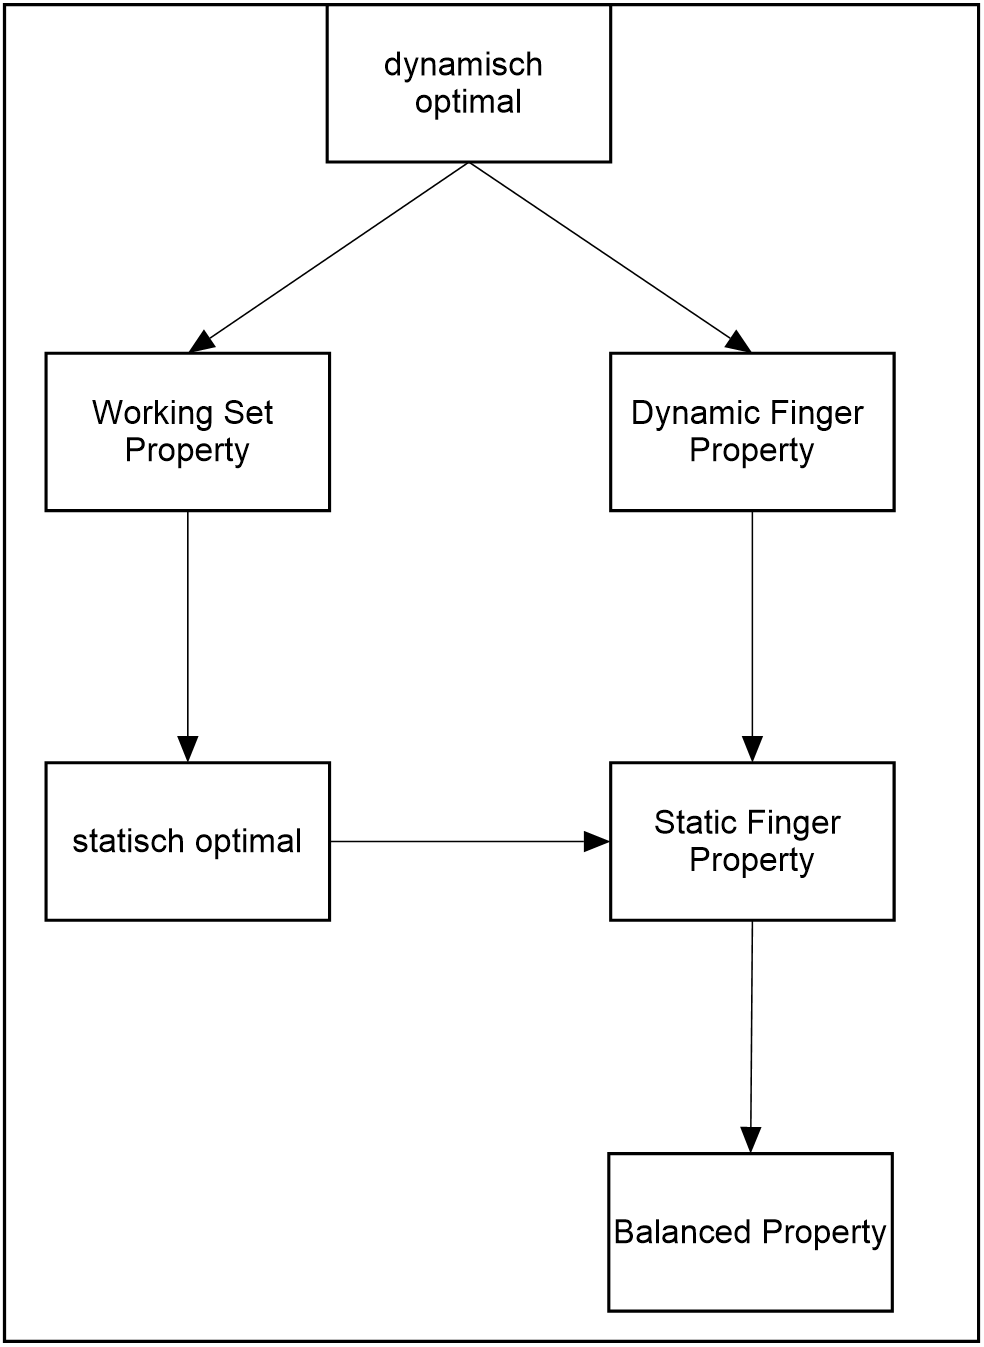 dynamisch
optimal
Working Set
Property
Dynamic Finger
Property
statisch optimal
Static Finger
Property
Balanced Property